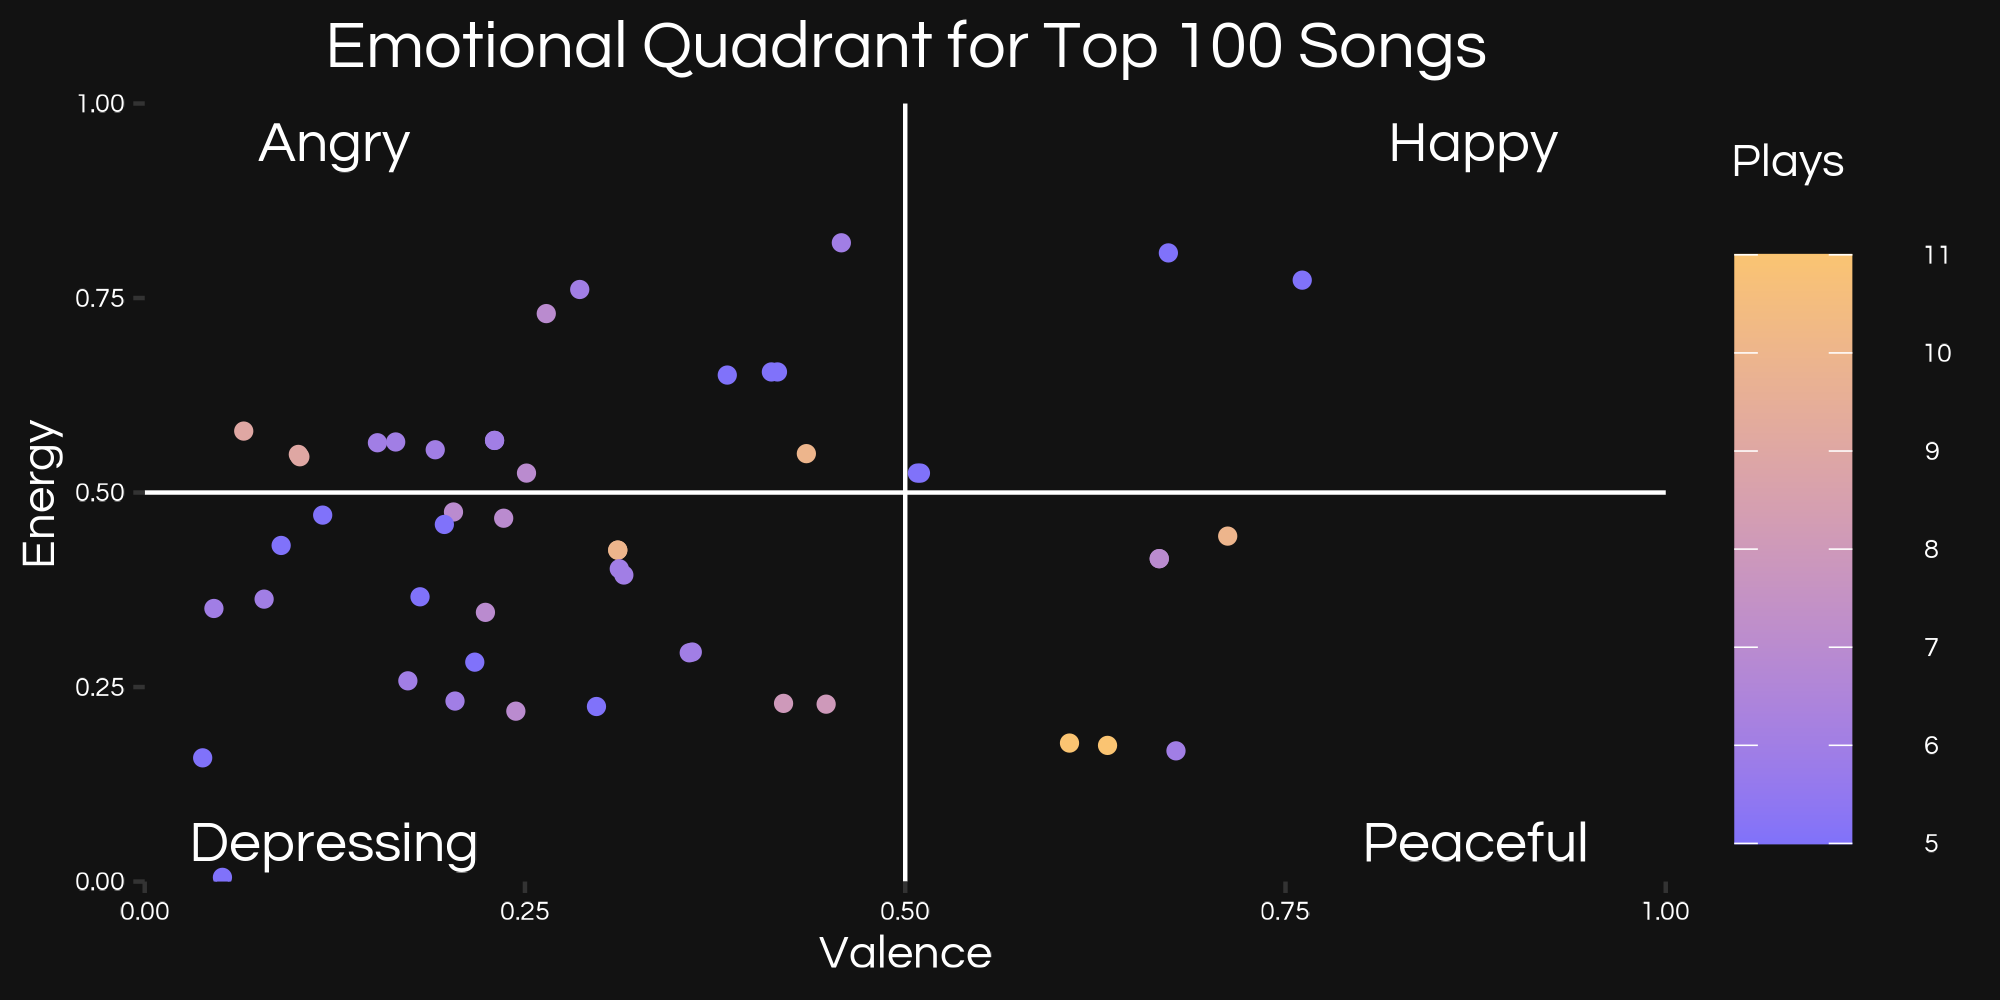 Emotional Quadrant for Top 100 Songs
1.00
Angry
Happy
Plays
0.75
0.50
0.25
0.00
Energy
Depressing
Peaceful
11
10
9
8
7
6
5
0.00
0.25
0.50
0.75
1.00
Valence